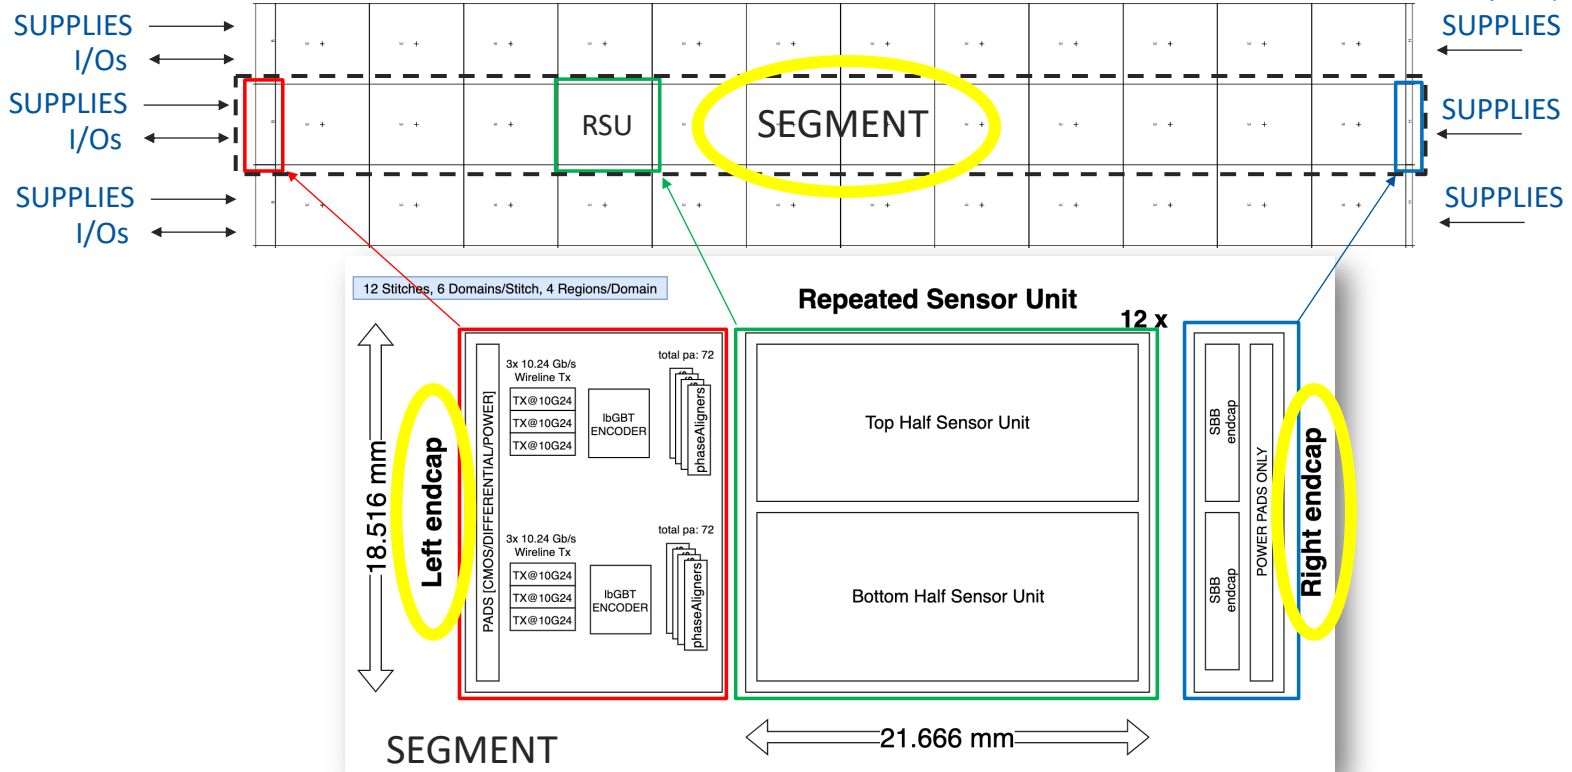 SUPPLIES
I/Os
SUPPLIES
SUPPLIES
I/Os
RSU
SEGMENT
SUPPLIES
SUPPLIES
I/Os
SUPPLIES
12 Stitches, 6 Domains/Stitch, 4 Regions/Domain
Repeated Sensor Unit
12 x
18.516 mm
Left endcap
PADS [CMOS/DIFFERENTIAL/POWER]
3x 10.24 Gb/s
Wireline Tx
TX@10G24
TX@10G24
TX@10G24
lbGBT
ENCODER
total pa: 72
phaseAligners
3x 10.24 Gb/s
Wireline Tx
TX@10G24
TX@10G24
TX@10G24
lbGBT
ENCODER
total pa: 72
phaseAligners
Top Half Sensor Unit
Bottom Half Sensor Unit
SBB
endcap
SBB
endcap
POWER PADS ONLY
Right endcap
SEGMENT
21.666 mm